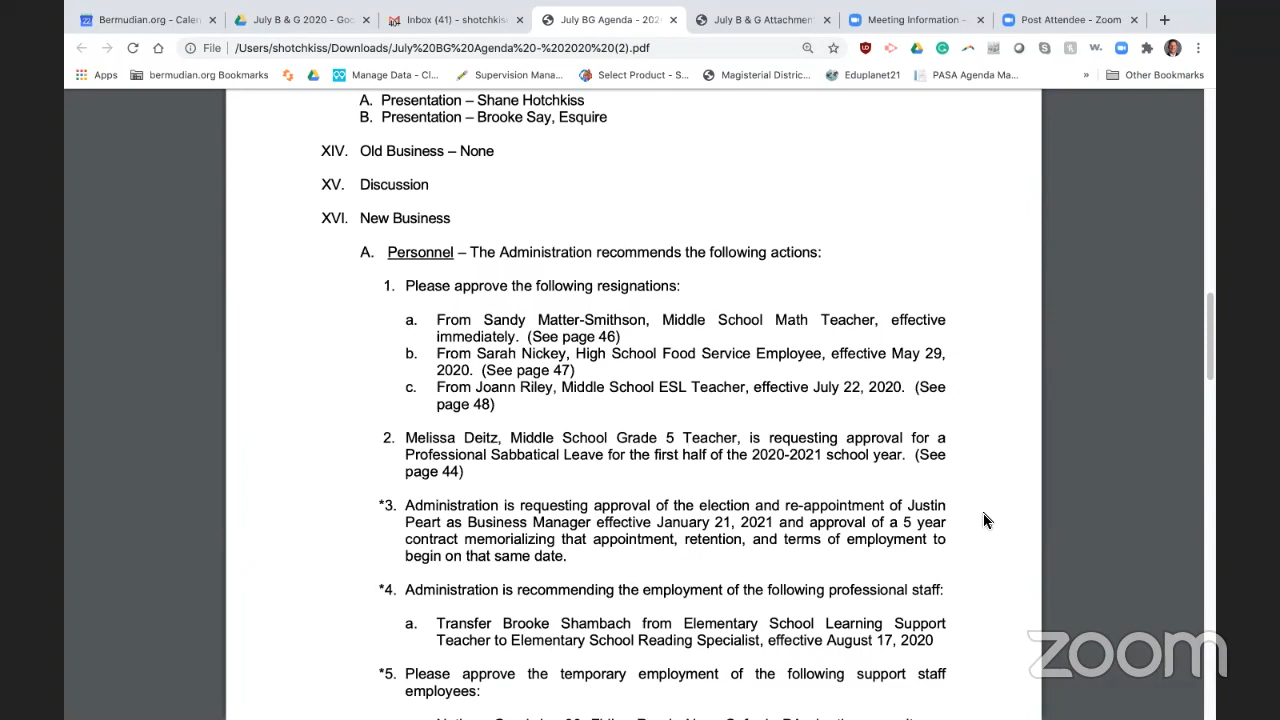 Bermudian.org - Calen
July B & G 2020 - Goo
Inbox (41) - shotchkiss
July BG Agenda - 202
July B & G Attachment
Meeting Information -
Post Attendee - Zoom
File /Users/shotchkiss/Downloads/July%20BG%20Agenda%20-%202020%20(2).pdf
Apps bermudian.org Bookmarks Manage Data - Cl... Supervision Mana... Select Product - S... Magisterial Distric... Eduplanet21 PASA Agenda Ma... » Other Bookmarks
A. Presentation – Shane Hotchkiss
B. Presentation – Brooke Say, Esquire
XIV. Old Business – None
XV. Discussion
XVI. New Business
A. Personnel – The Administration recommends the following actions:
1. Please approve the following resignations:
a. From Sandy Matter-Smithson, Middle School Math Teacher, effective
immediately. (See page 46)
b. From Sarah Nickey, High School Food Service Employee, effective May 29,
2020. (See page 47)
c. From Joann Riley, Middle School ESL Teacher, effective July 22, 2020. (See
page 48)
2. Melissa Deitz, Middle School Grade 5 Teacher, is requesting approval for a
Professional Sabbatical Leave for the first half of the 2020-2021 school year. (See
page 44)
*3. Administration is requesting approval of the election and re-appointment of Justin
Peart as Business Manager effective January 21, 2021 and approval of a 5 year
contract memorializing that appointment, retention, and terms of employment to
begin on that same date.
*4. Administration is recommending the employment of the following professional staff:
a. Transfer Brooke Shambach from Elementary School Learning Support
Teacher to Elementary School Reading Specialist, effective August 17, 2020
*5. Please approve the temporary employment of the following support staff
employees:
zoom